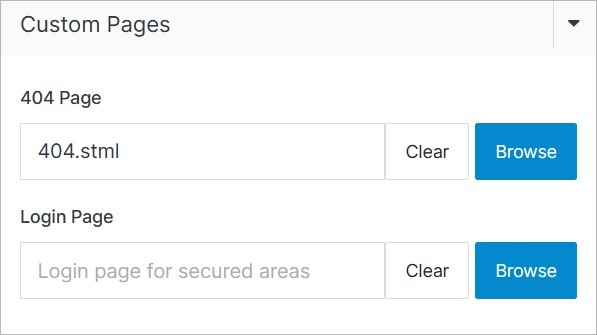 Custom Pages
404 Page
404.stml Clear Browse
Login Page
Login page for secured areas Clear Browse